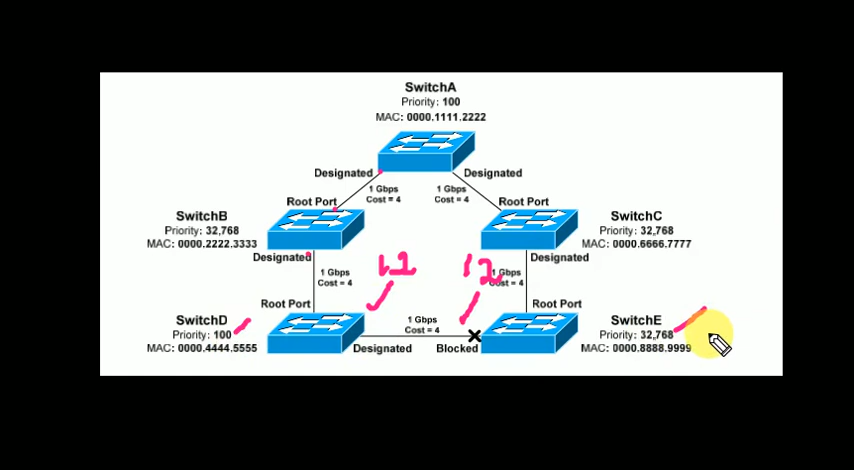 SwitchA
Priority: 100
MAC: 0000.1111.2222
Designated
Designated
1 Gbps
Cost = 4
1 Gbps
Cost = 4
Root Port
Root Port
SwitchB
Priority: 32,768
MAC: 0000.2222.3333
SwitchC
Priority: 32,768
MAC: 0000.6666.7777
Designated
Designated
1 Gbps
Cost = 4
12
12
1 Gbps
Cost = 4
Root Port
Root Port
SwitchD
Priority: 100
MAC: 0000.4444.5555
1 Gbps
Cost = 4
SwitchE
Priority: 32,768
MAC: 0000.8888.9999
Designated
Blocked